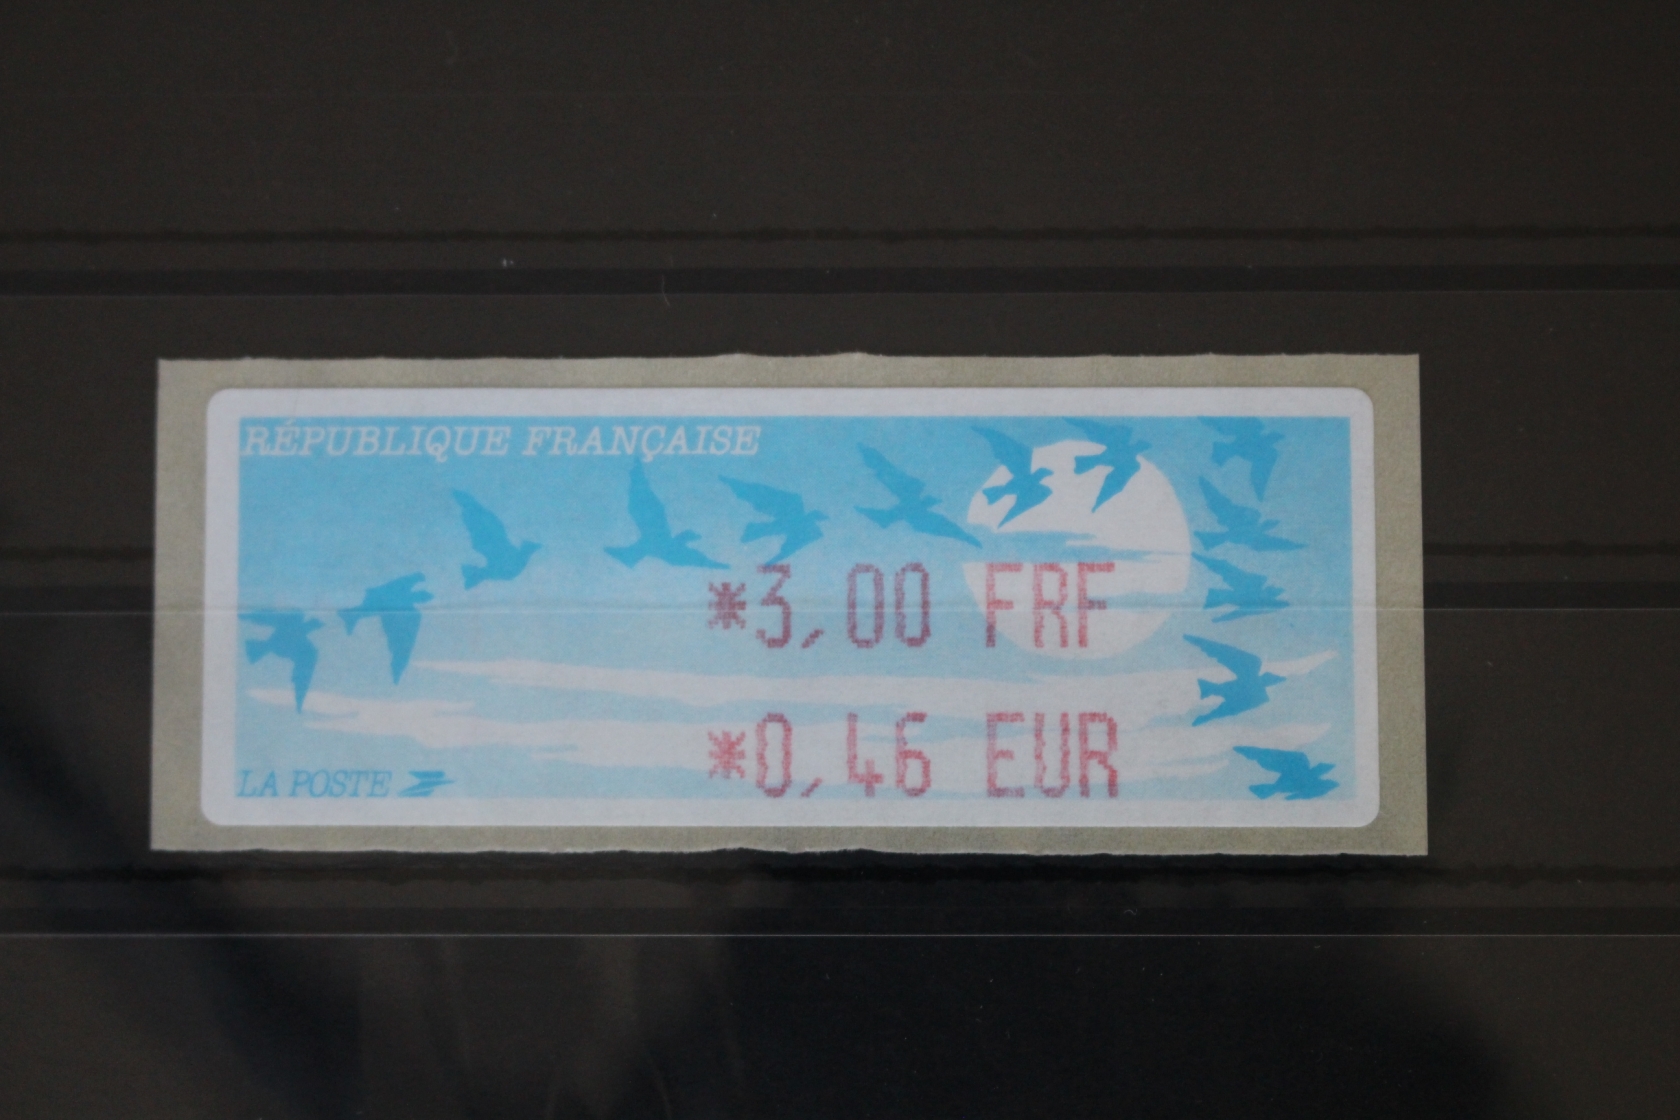 RÉPUBLIQUE FRANÇAISE
*3,00 FRF
*0,46 EUR
LA POSTE